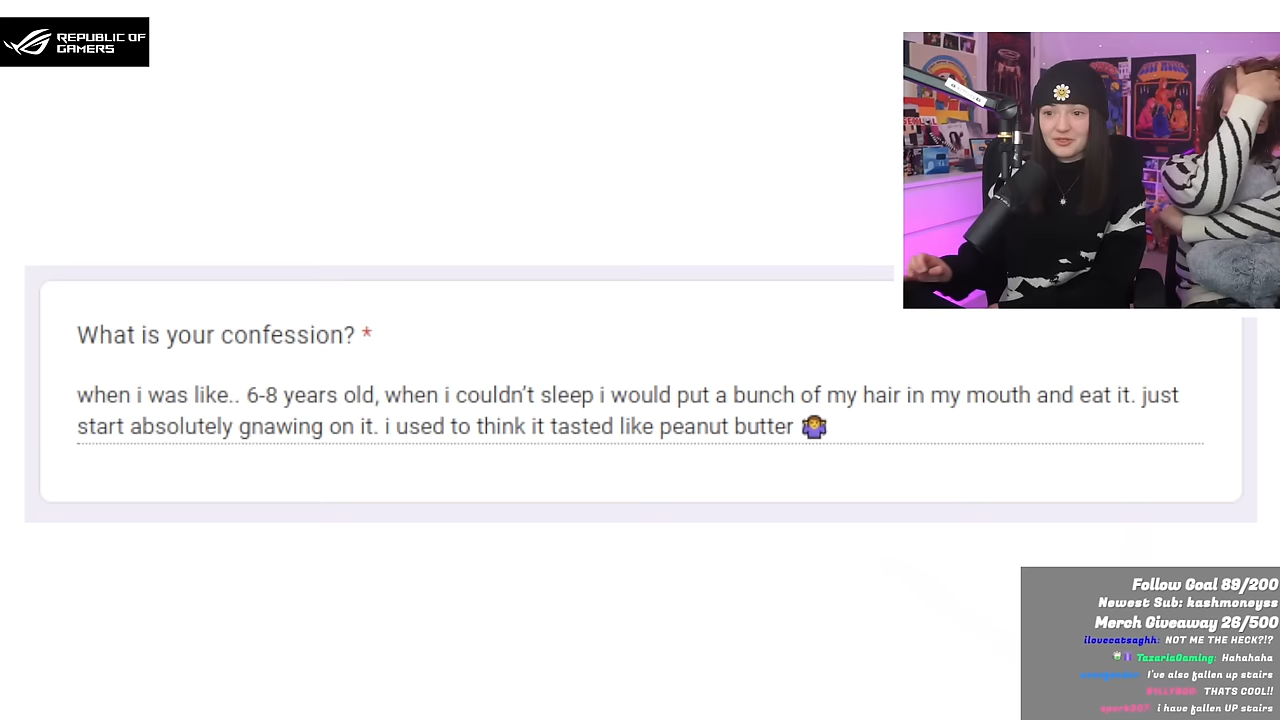 REPUBLIC OF
GAMERS
What is your confession? *
when i was like.. 6-8 years old, when i couldn’t sleep i would put a bunch of my hair in my mouth and eat it. just
start absolutely gnawing on it. i used to think it tasted like peanut butter 🤷
Follow Goal 89/200
Newest Sub: kashmoneyss
Merch Giveaway 26/500
ilovecatsaghh: NOT ME THE HECK?!?
TazariaGaming: Hahahaha
I've also fallen up stairs
THATS COOL!!
i have fallen UP stairs